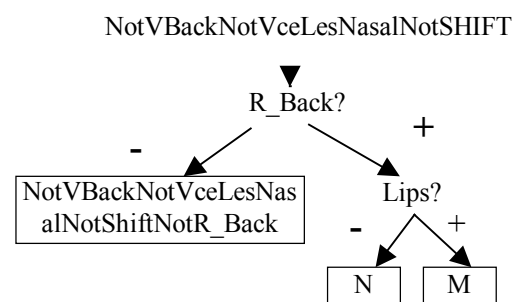 NotVBackNotVceLesNasalNotSHIFT
R_Back?
-
+
NotVBackNotVceLesNas
alNotShiftNotR_Back
Lips?
-
+
N
M